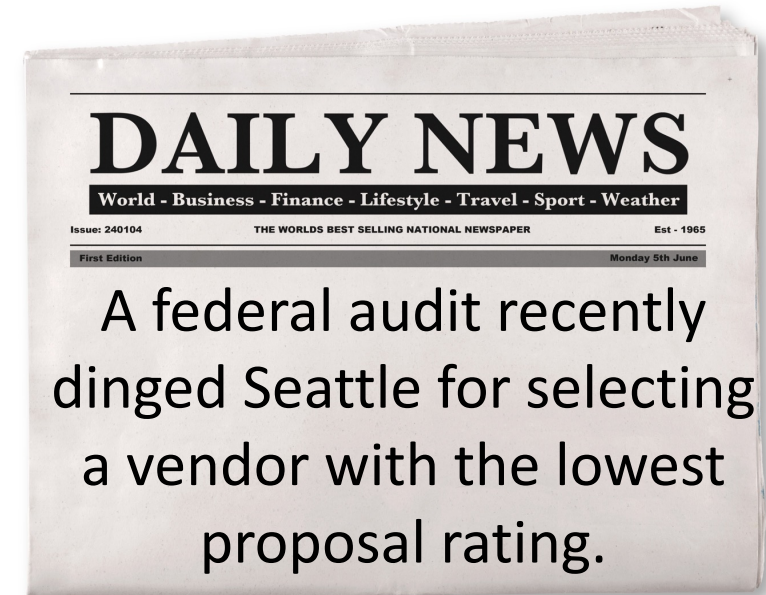 DAILY NEWS
World - Business - Finance - Lifestyle - Travel - Sport - Weather
Issue: 240104 THE WORLDS BEST SELLING NATIONAL NEWSPAPER Est - 1965
First Edition Monday 5th June
A federal audit recently
dinged Seattle for selecting
a vendor with the lowest
proposal rating.